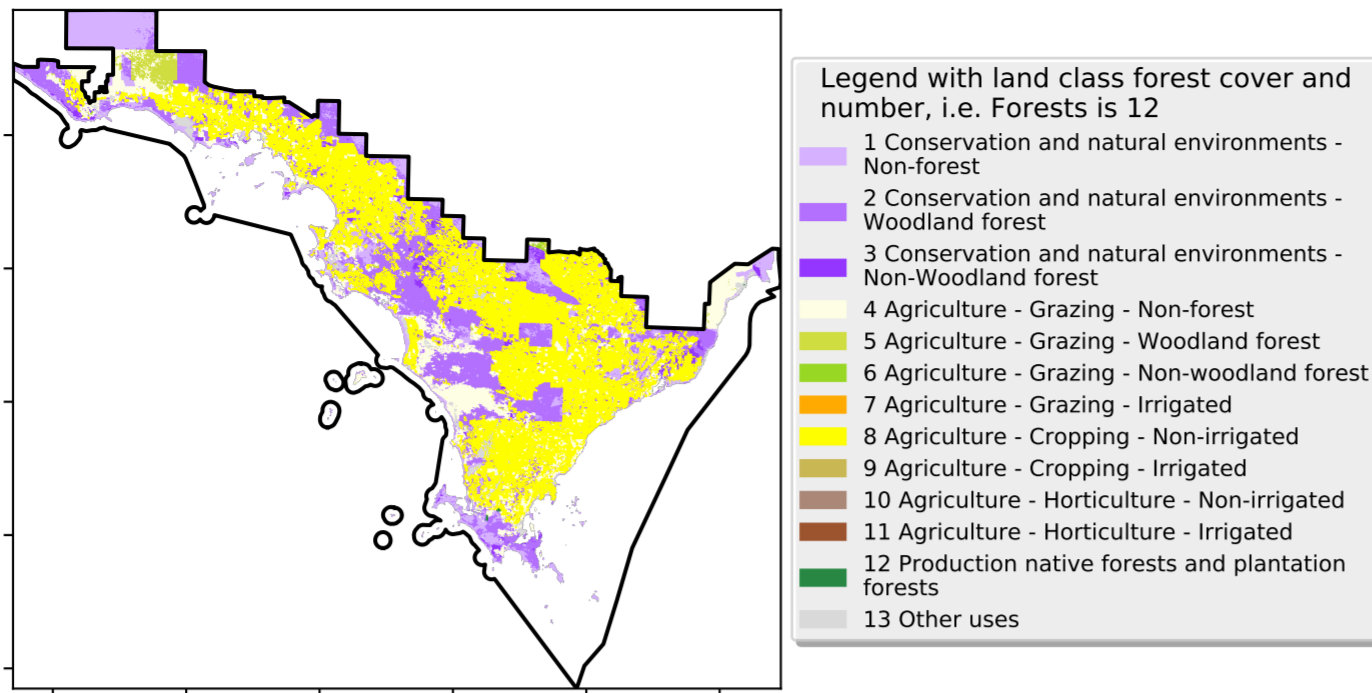 Legend with land class forest cover and
number, i.e. Forests is 12
1 Conservation and natural environments -
Non-forest
2 Conservation and natural environments -
Woodland forest
3 Conservation and natural environments -
Non-Woodland forest
4 Agriculture - Grazing - Non-forest
5 Agriculture - Grazing - Woodland forest
6 Agriculture - Grazing - Non-woodland forest
7 Agriculture - Grazing - Irrigated
8 Agriculture - Cropping - Non-irrigated
9 Agriculture - Cropping - Irrigated
10 Agriculture - Horticulture - Non-irrigated
11 Agriculture - Horticulture - Irrigated
12 Production native forests and plantation
forests
13 Other uses